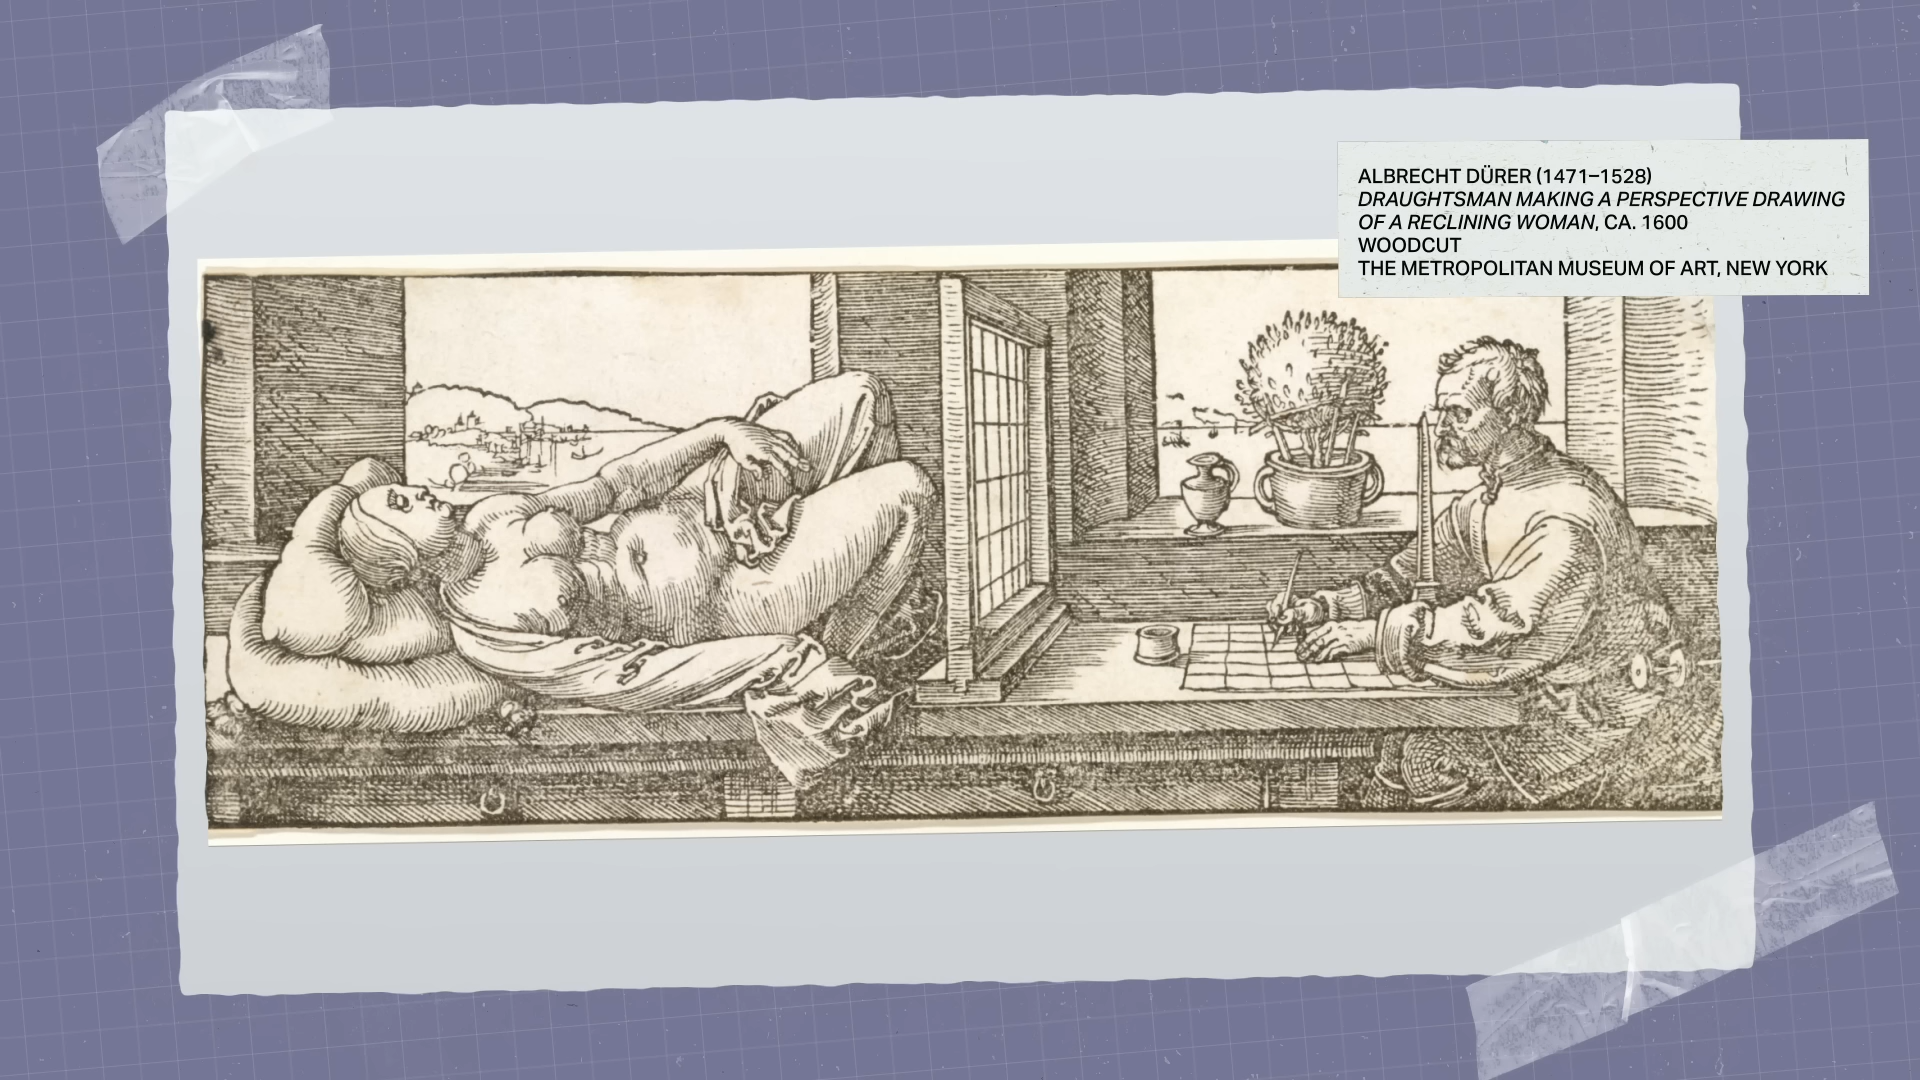 ALBRECHT DÜRER (1471–1528)
DRAUGHTSMAN MAKING A PERSPECTIVE DRAWING
OF A RECLINING WOMAN, CA. 1600
WOODCUT
THE METROPOLITAN MUSEUM OF ART, NEW YORK